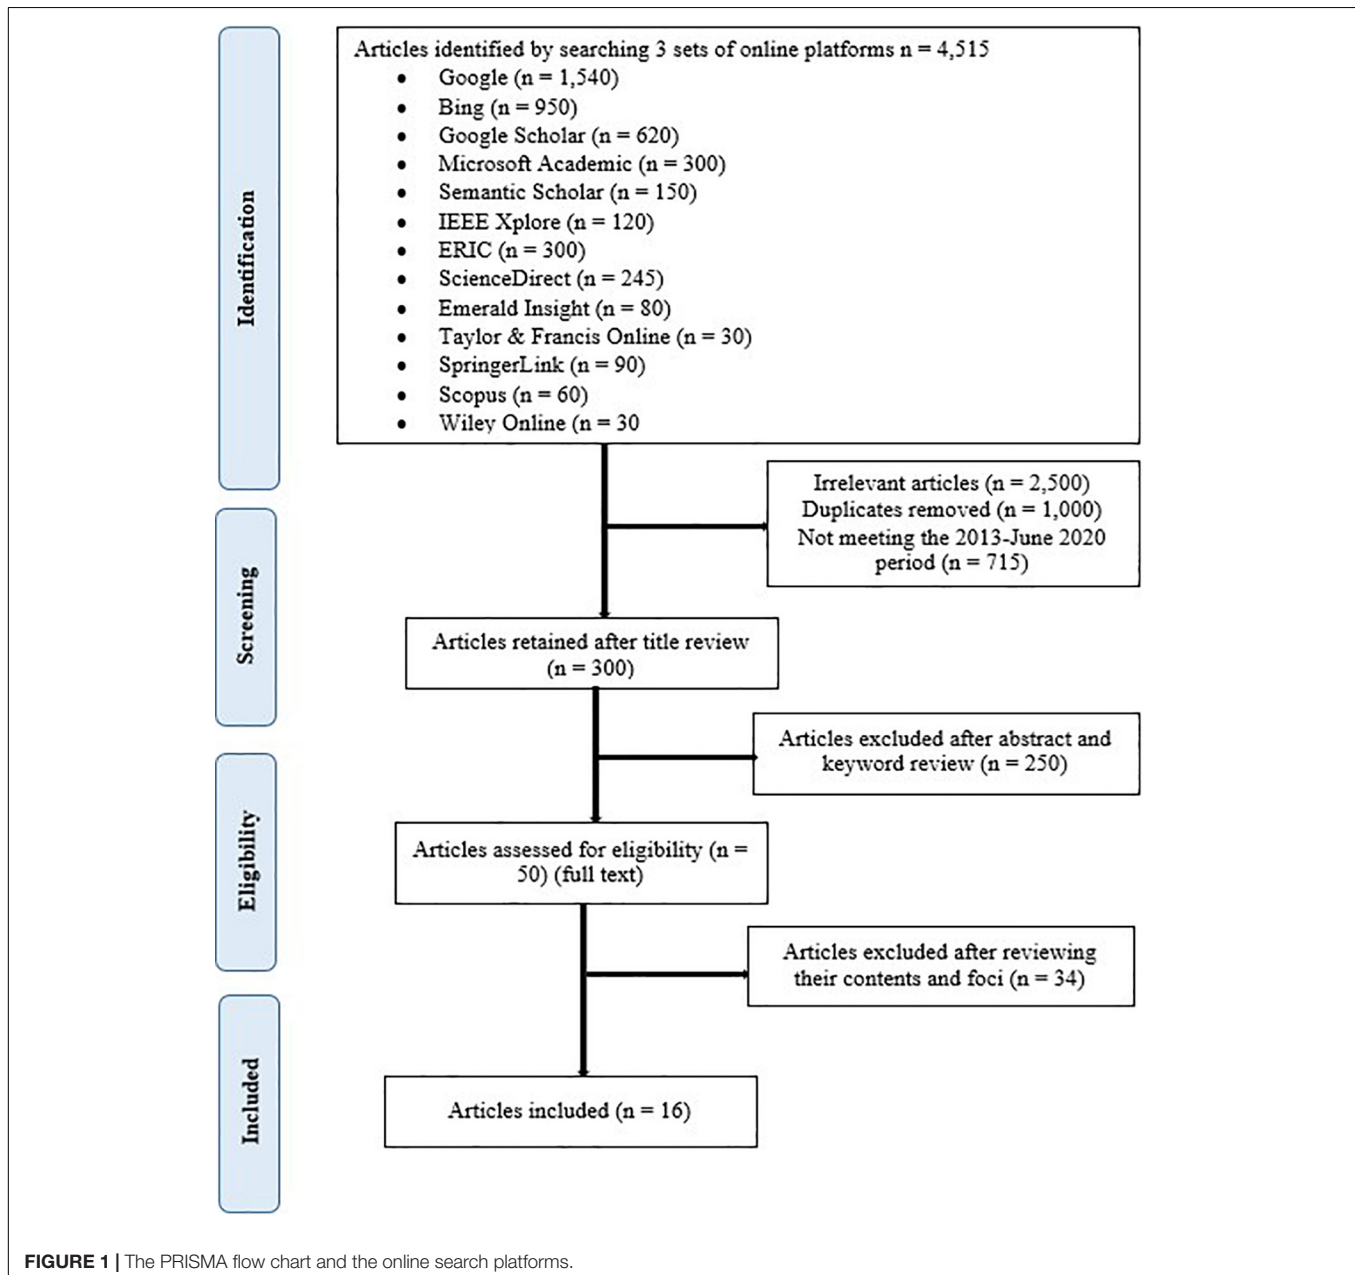 Identification
Articles identified by searching 3 sets of online platforms n = 4,515
• Google (n = 1,540)
• Bing (n = 950)
• Google Scholar (n = 620)
• Microsoft Academic (n = 300)
• Semantic Scholar (n = 150)
• IEEE Xplore (n = 120)
• ERIC (n = 300)
• ScienceDirect (n = 245)
• Emerald Insight (n = 80)
• Taylor & Francis Online (n = 30)
• SpringerLink (n = 90)
• Scopus (n = 60)
• Wiley Online (n = 30
Irrelevant articles (n = 2,500)
Duplicates removed (n = 1,000)
Not meeting the 2013-June 2020
period (n = 715)
Screening
Articles retained after title review
(n = 300)
Articles excluded after abstract and
keyword review (n = 250)
Eligibility
Articles assessed for eligibility (n =
50) (full text)
Articles excluded after reviewing
their contents and foci (n = 34)
Included
Articles included (n = 16)
FIGURE 1 | The PRISMA flow chart and the online search platforms.